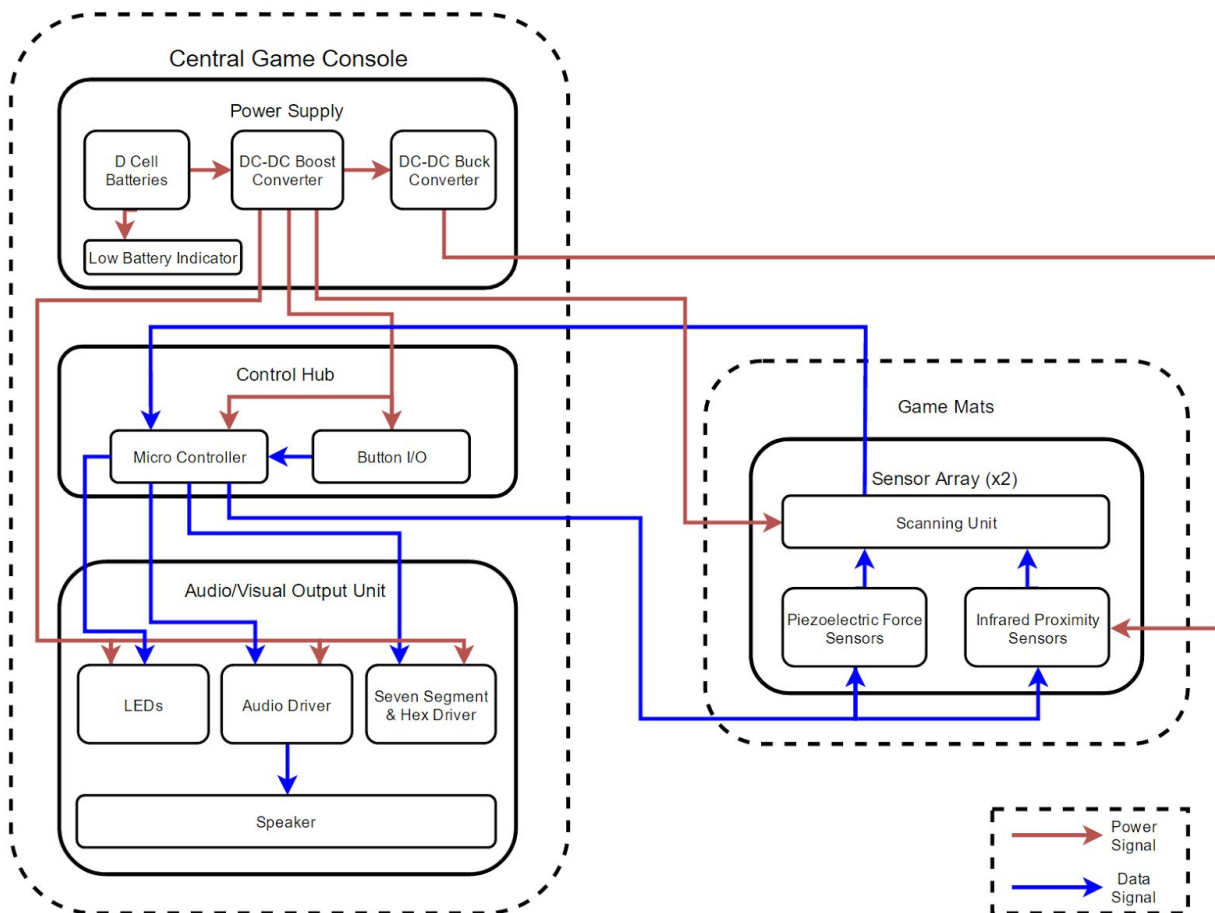 Central Game Console
Power Supply
D Cell
Batteries
DC-DC Boost
Converter
DC-DC Buck
Converter
Low Battery Indicator
Control Hub
Micro Controller
Button I/O
Audio/Visual Output Unit
LEDs
Audio Driver
Seven Segment
& Hex Driver
Speaker
Game Mats
Sensor Array (x2)
Scanning Unit
Piezoelectric Force
Sensors
Infrared Proximity
Sensors
Power
Signal
Data
Signal